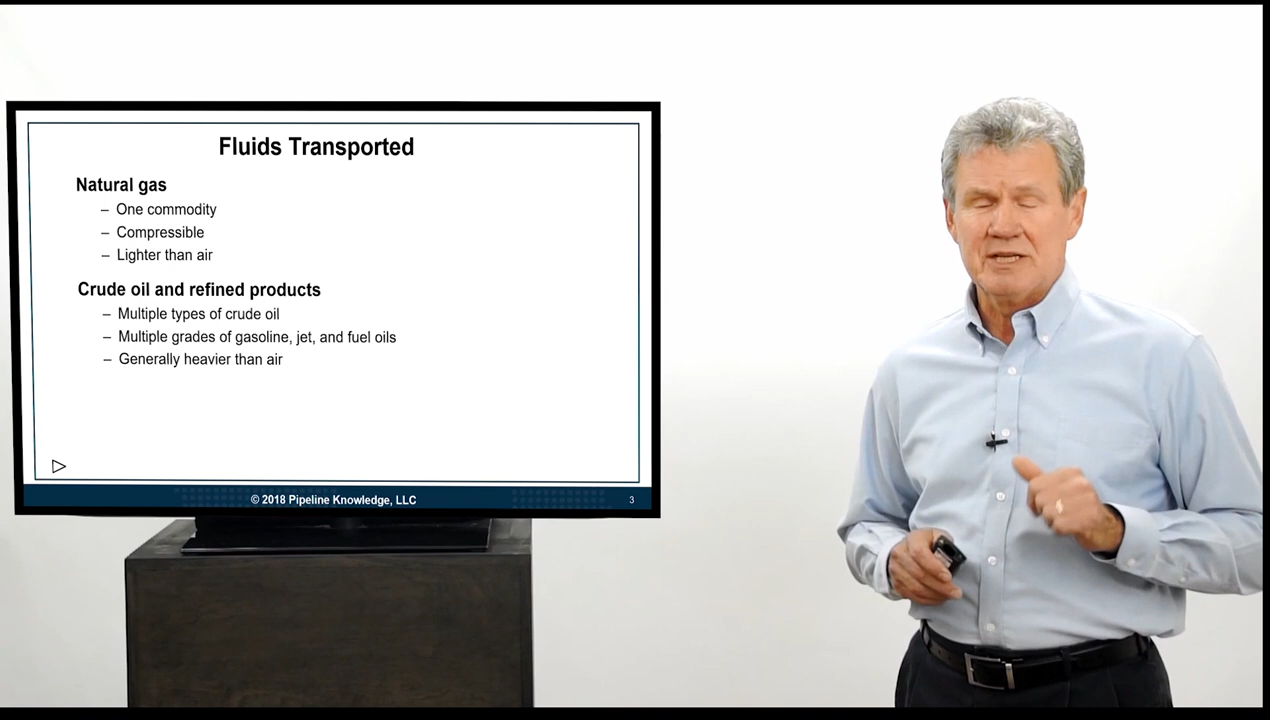 Fluids Transported
Natural gas
– One commodity
– Compressible
– Lighter than air
Crude oil and refined products
– Multiple types of crude oil
– Multiple grades of gasoline, jet, and fuel oils
– Generally heavier than air
© 2018 Pipeline Knowledge, LLC
3